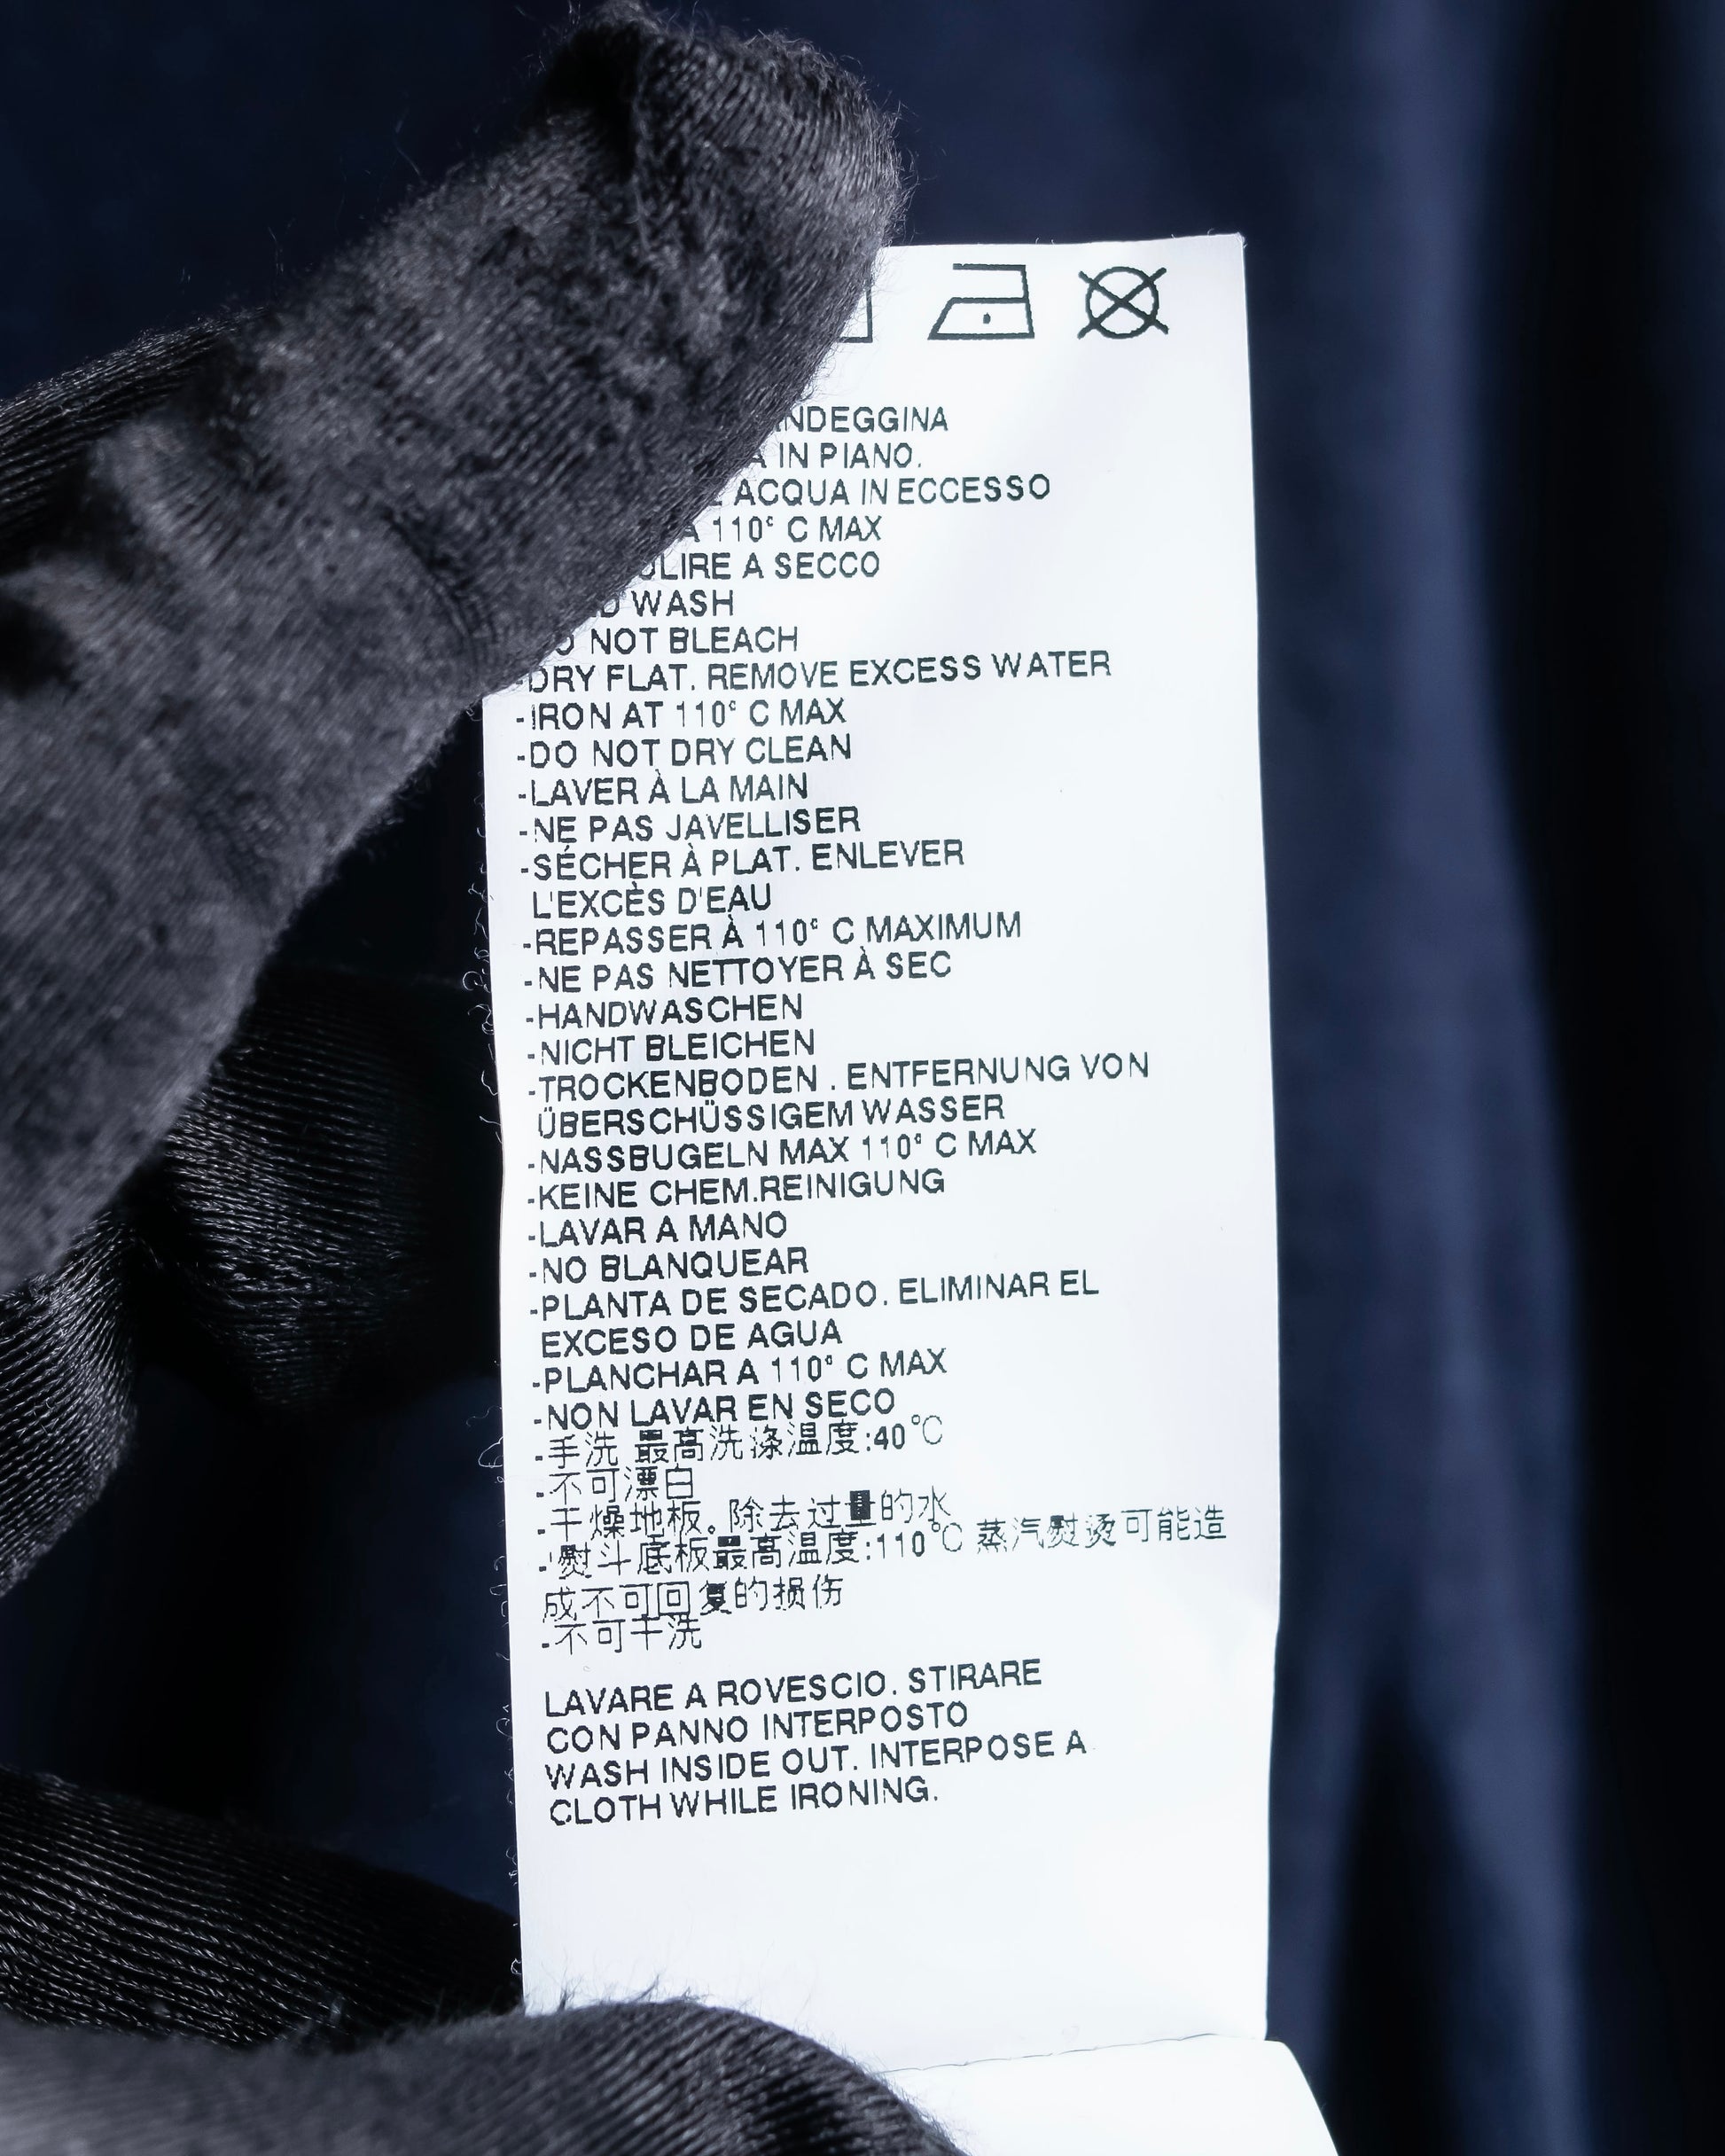 IN PIANO.
ACQUA IN ECCESSO
110° C MAX
A SECCO
WASH
NOT BLEACH
-DRY FLAT. REMOVE EXCESS WATER
-IRON AT 110° C MAX
-DO NOT DRY CLEAN
-LAVER À LA MAIN
-NE PAS JAVELLISER
-SÉCHER À PLAT. ENLEVER
L'EXCÈS D'EAU
-REPASSER À 110° C MAXIMUM
-NE PAS NETTOYER À SEC
-HANDWASCHEN
-NICHT BLEICHEN
-TROCKENBODEN . ENTFERNUNG VON
ÜBERSCHÜSSIGEM WASSER
-NASSBUGELN MAX 110° C MAX
-KEINE CHEM.REINIGUNG
-LAVAR A MANO
-NO BLANQUEAR
-PLANTA DE SECADO. ELIMINAR EL
EXCESO DE AGUA
-PLANCHAR A 110° C MAX
-NON LAVAR EN SECO
-手洗 最高洗涤温度:40℃
-不可漂白
-干燥地板。除去过量的水
-熨斗底板最高温度:110℃ 蒸汽熨烫可能造
成不可回复的损伤
-不可干洗
LAVARE A ROVESCIO. STIRARE
CON PANNO INTERPOSTO
WASH INSIDE OUT. INTERPOSE A
CLOTH WHILE IRONING.